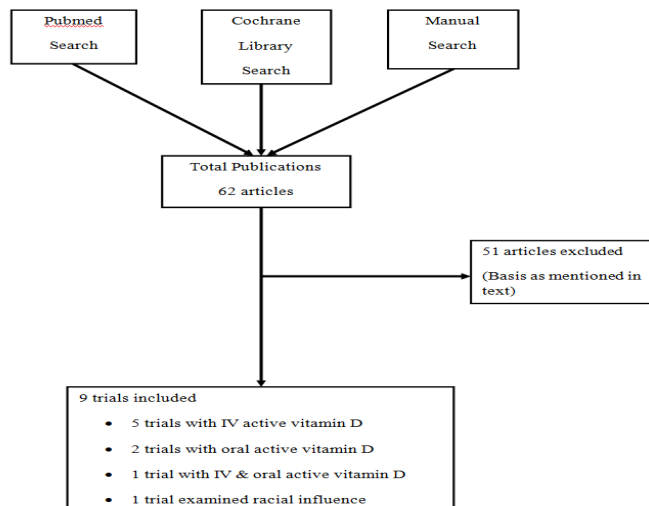 Pubmed
Search
Cochrane
Library
Search
Manual
Search
Total Publications
62 articles
51 articles excluded
(Basis as mentioned in
text)
9 trials included
• 5 trials with IV active vitamin D
• 2 trials with oral active vitamin D
• 1 trial with IV & oral active vitamin D
• 1 trial examined racial influence